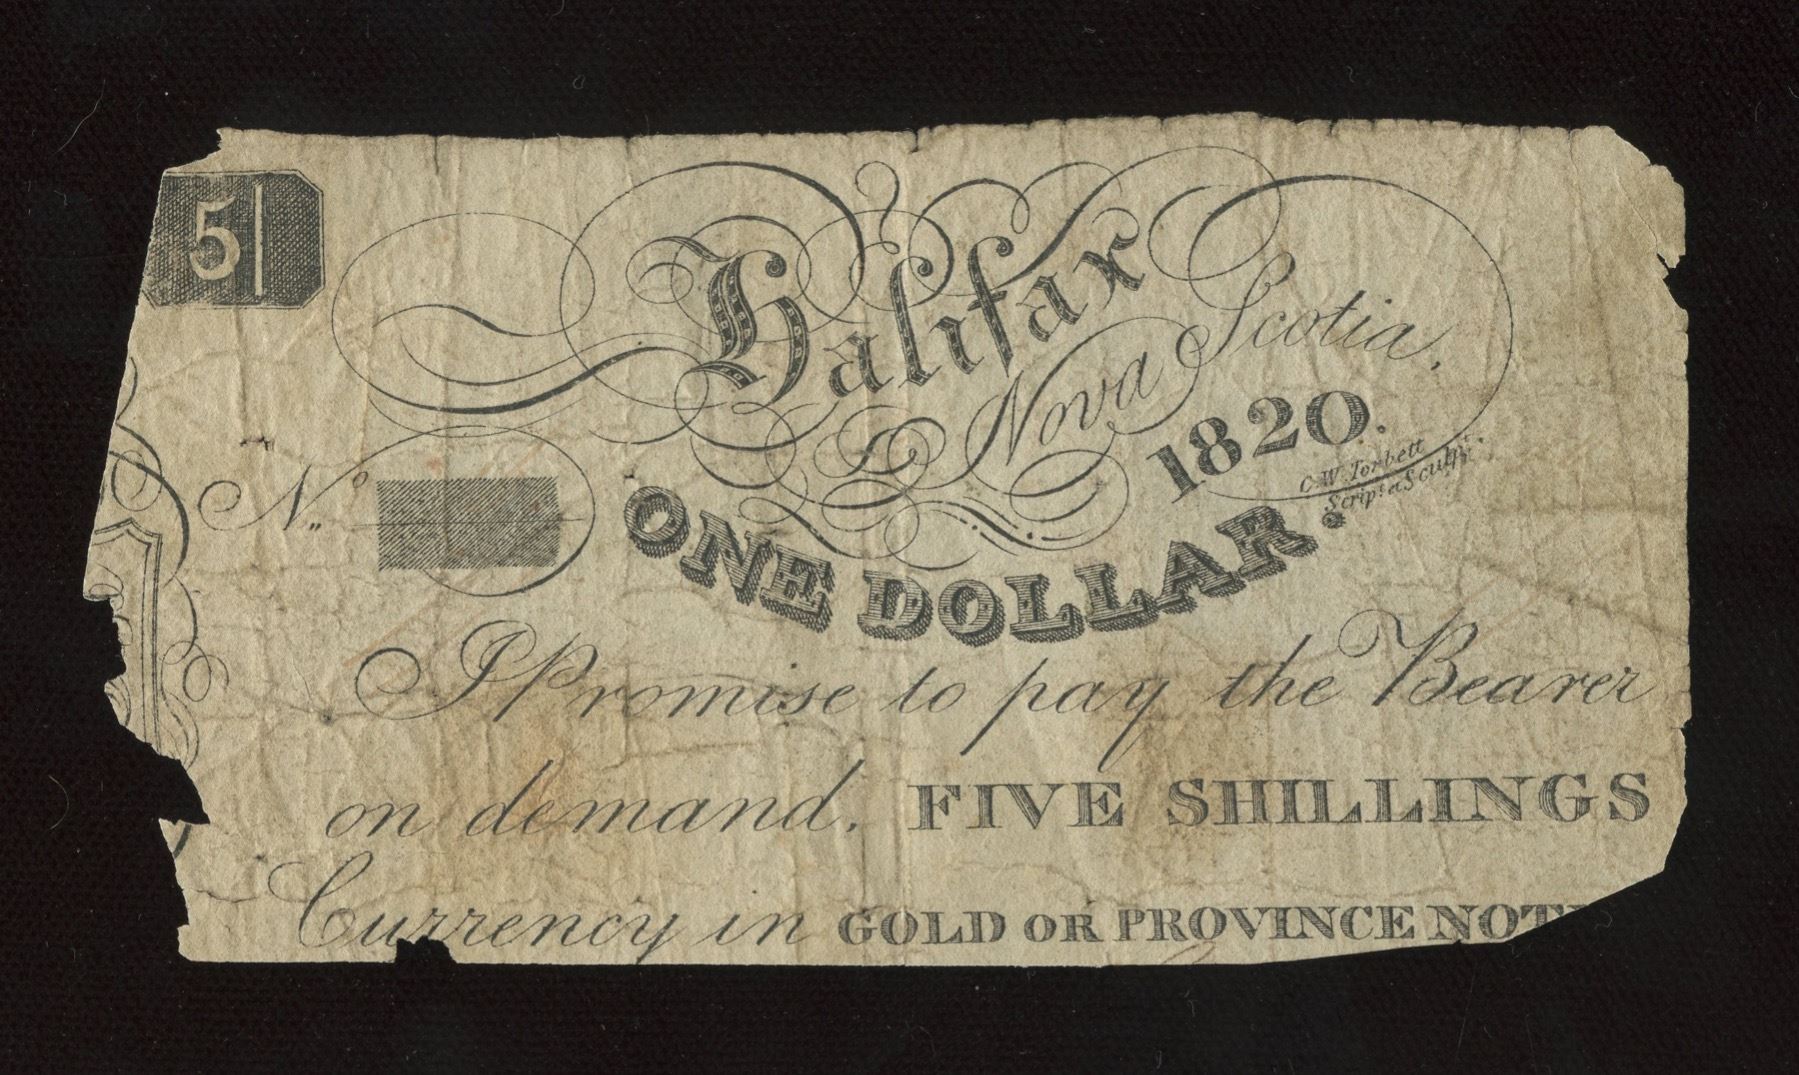 5/
Halifax
Nova Scotia,
1820.
C. W. Torbett
Scrip.t et Sculp.t
No.
ONE DOLLAR.
I Promise to pay the Bearer
on demand, FIVE SHILLINGS
Currency in GOLD OR PROVINCE NOT